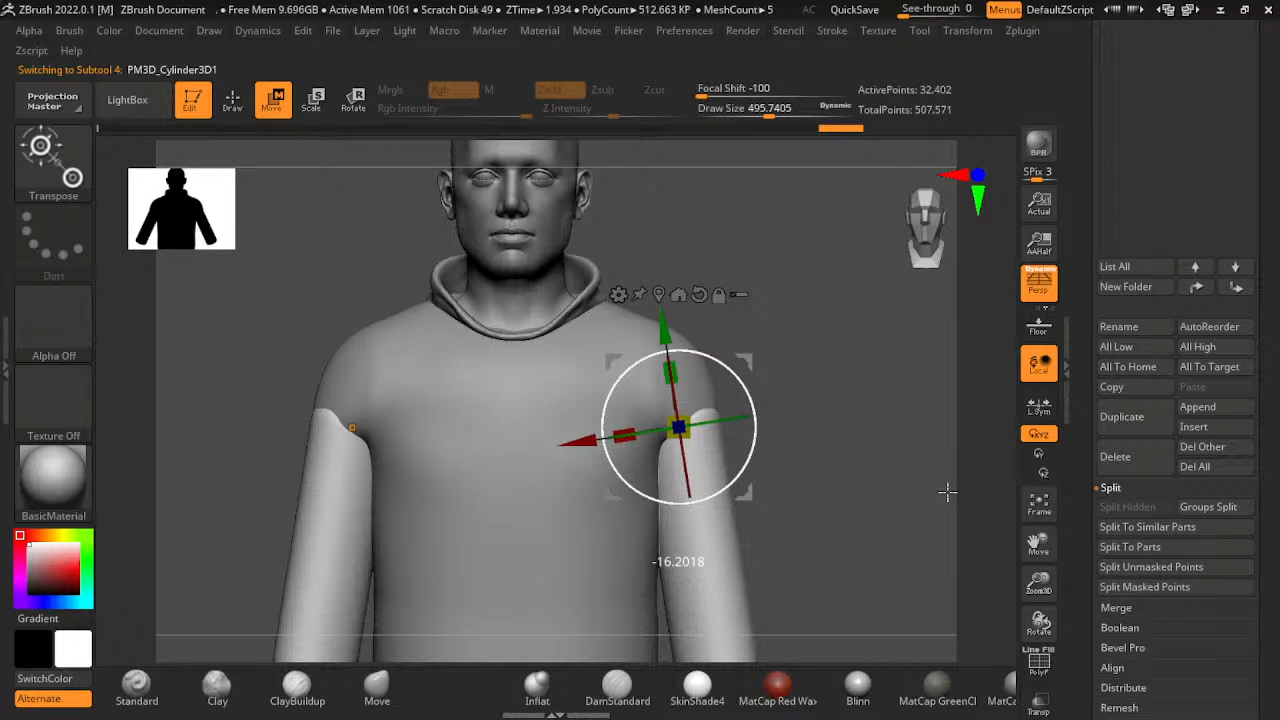 ZBrush 2022.0.1 [M] ZBrush Document . ● Free Mem 9.696GB ● Active Mem 1061 ● Scratch Disk 49 ● ZTime ▸ 1.934 ● PolyCount ▸ 512.663 KP ● MeshCount ▸ 5 AC QuickSave See-through 0 Menus DefaultZScript
Alpha Brush Color Document Draw Dynamics Edit File Layer Light Macro Marker Material Movie Picker Preferences Render Stencil Stroke Texture Tool Transform Zplugin
Zscript Help
Switching to Subtool 4: PM3D_Cylinder3D1
Projection Master
LightBox
Edit
Draw
Move
Scale
Rotate
Mrgb Rgb M
Rgb Intensity
Zadd Zsub Zcut
Z Intensity
Focal Shift -100
Draw Size 495.7405 Dynamic
ActivePoints: 32,402
TotalPoints: 507,571
Transpose
Dots
Alpha Off
Texture Off
BasicMaterial
Gradient
SwitchColor
Alternate
-16.2018
BPR
SPix 3
Actual
AAHalf
Dynamic
Persp
Floor
Local
L.Sym
XYZ
Frame
Move
Zoom3D
Rotate
Line Fill
PolyF
Transp
List All
New Folder
Rename AutoReorder
All Low All High
All To Home All To Target
Copy Paste
Duplicate Append
Insert
Delete Del Other
Del All
Split
Split Hidden Groups Split
Split To Similar Parts
Split To Parts
Split Unmasked Points
Split Masked Points
Merge
Boolean
Bevel Pro
Align
Distribute
Remesh
Standard Clay ClayBuildup Move Inflat DamStandard SkinShade4 MatCap Red Wax Blinn MatCap GreenCl MatCa